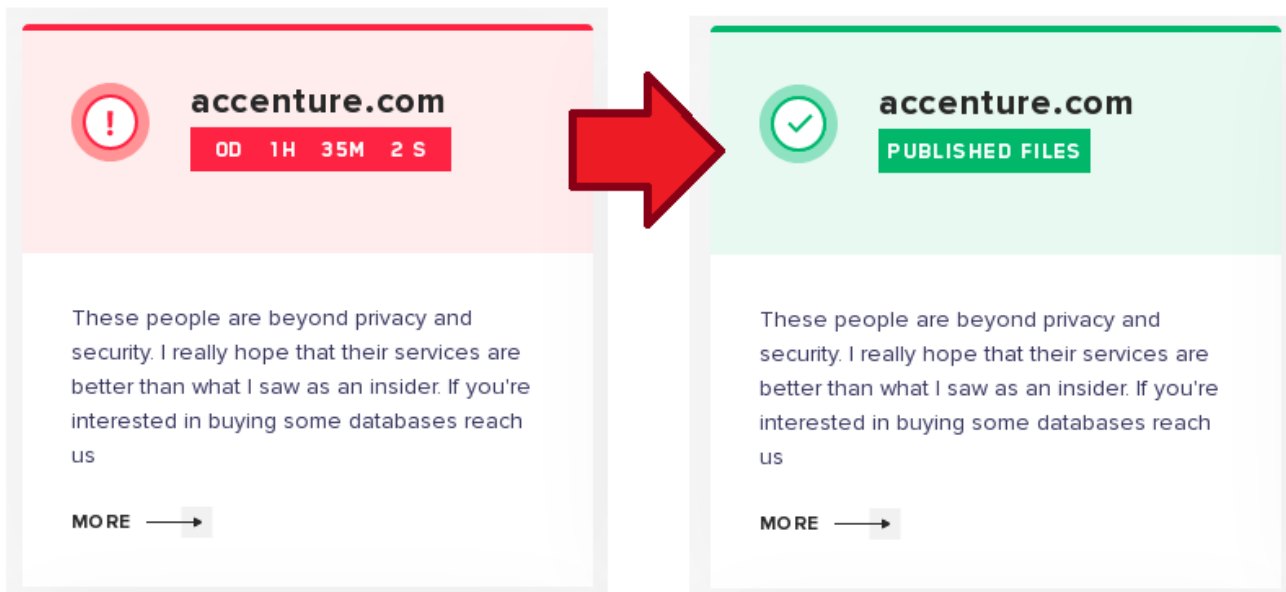 accenture.com
0D 1H 35M 2 S
These people are beyond privacy and
security. I really hope that their services are
better than what I saw as an insider. If you're
interested in buying some databases reach
us
MORE
accenture.com
PUBLISHED FILES
These people are beyond privacy and
security. I really hope that their services are
better than what I saw as an insider. If you're
interested in buying some databases reach
us
MORE